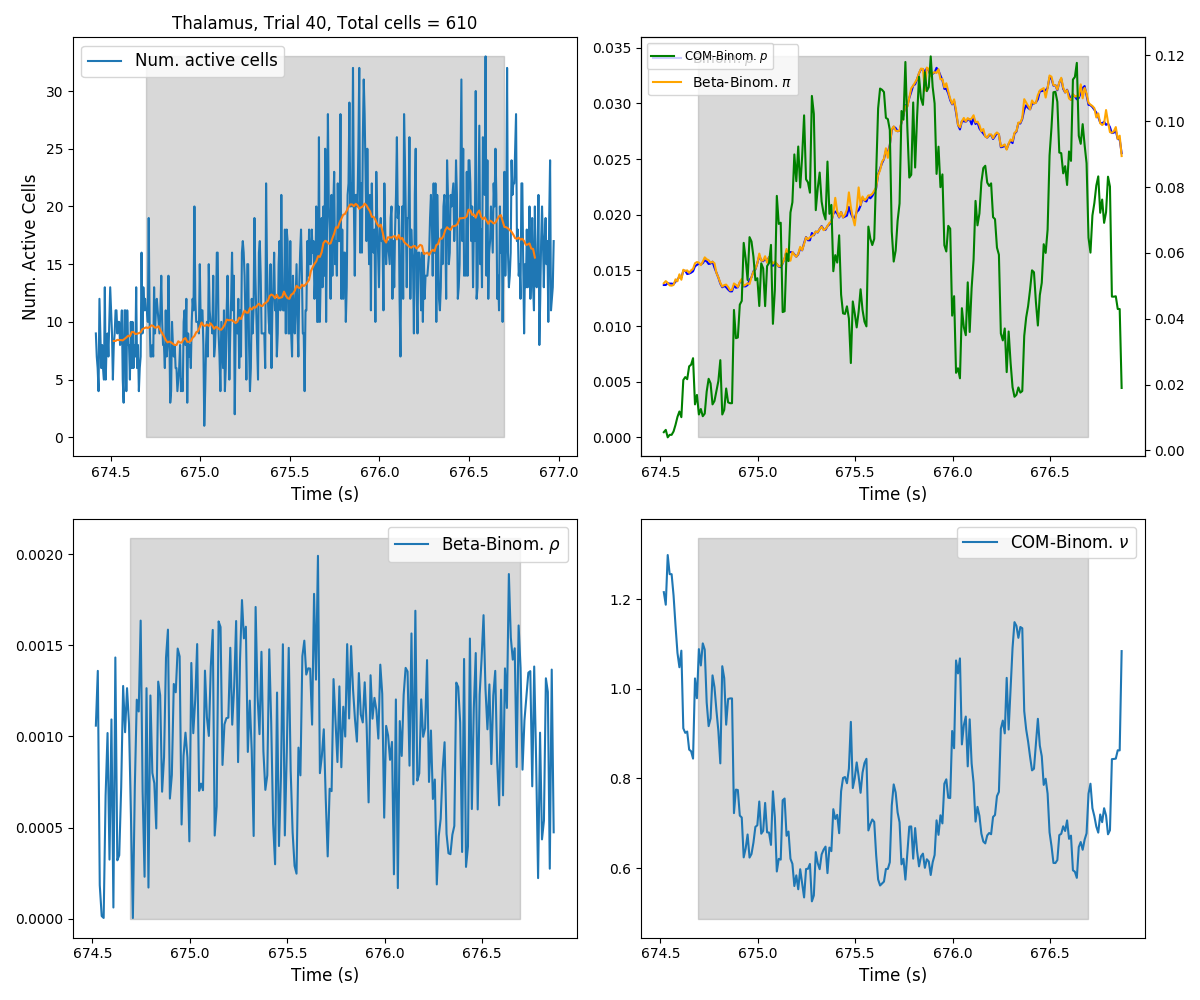 Thalamus, Trial 40, Total cells = 610
Num. active cells
Num. Active Cells
30
25
20
15
10
5
0
674.5 675.0 675.5 676.0 676.5 677.0
Time (s)
COM-Binom. p
Beta-Binom. π
0.035
0.030
0.025
0.020
0.015
0.010
0.005
0.000
0.12
0.10
0.08
0.06
0.04
0.02
0.00
674.5 675.0 675.5 676.0 676.5
Time (s)
Beta-Binom. ρ
0.0020
0.0015
0.0010
0.0005
0.0000
674.5 675.0 675.5 676.0 676.5
Time (s)
COM-Binom. ν
1.2
1.0
0.8
0.6
674.5 675.0 675.5 676.0 676.5
Time (s)